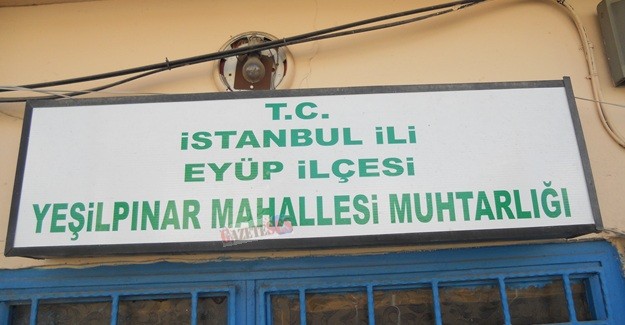 T.C.
İSTANBUL İLİ
EYÜP İLÇESİ
YEŞİLPINAR MAHALLESİ MUHTARLIĞI